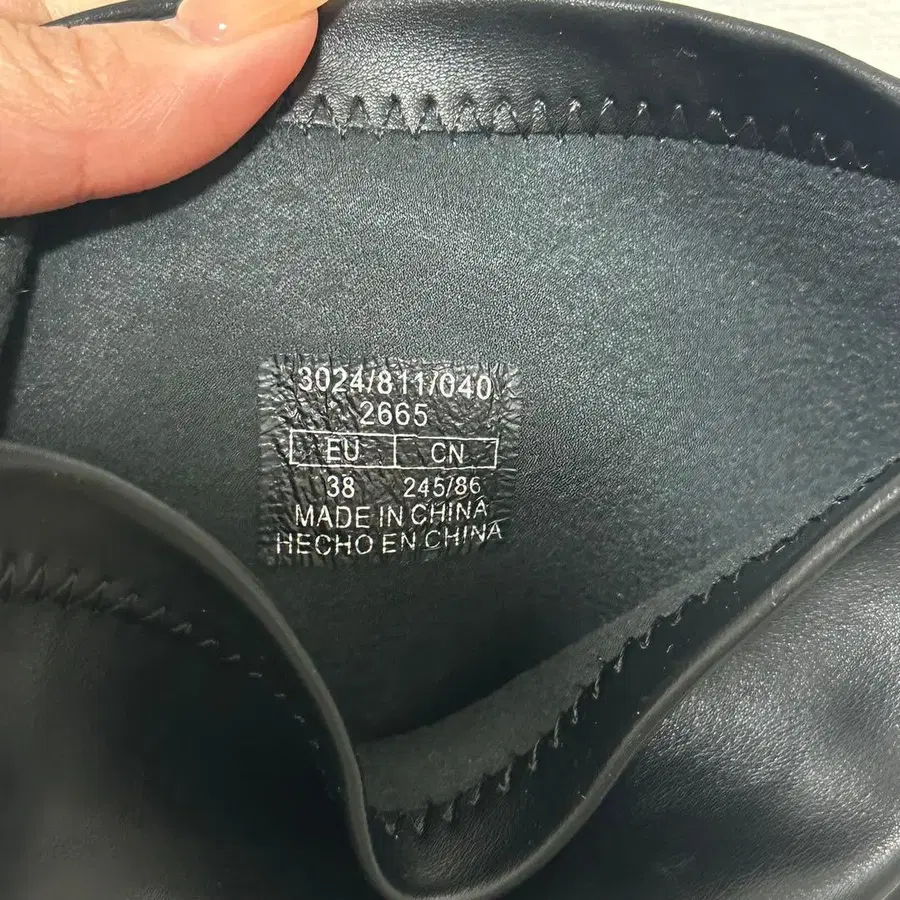 3024/811/040
2665
EU CN
38 245/86
MADE IN CHINA
HECHO EN CHINA